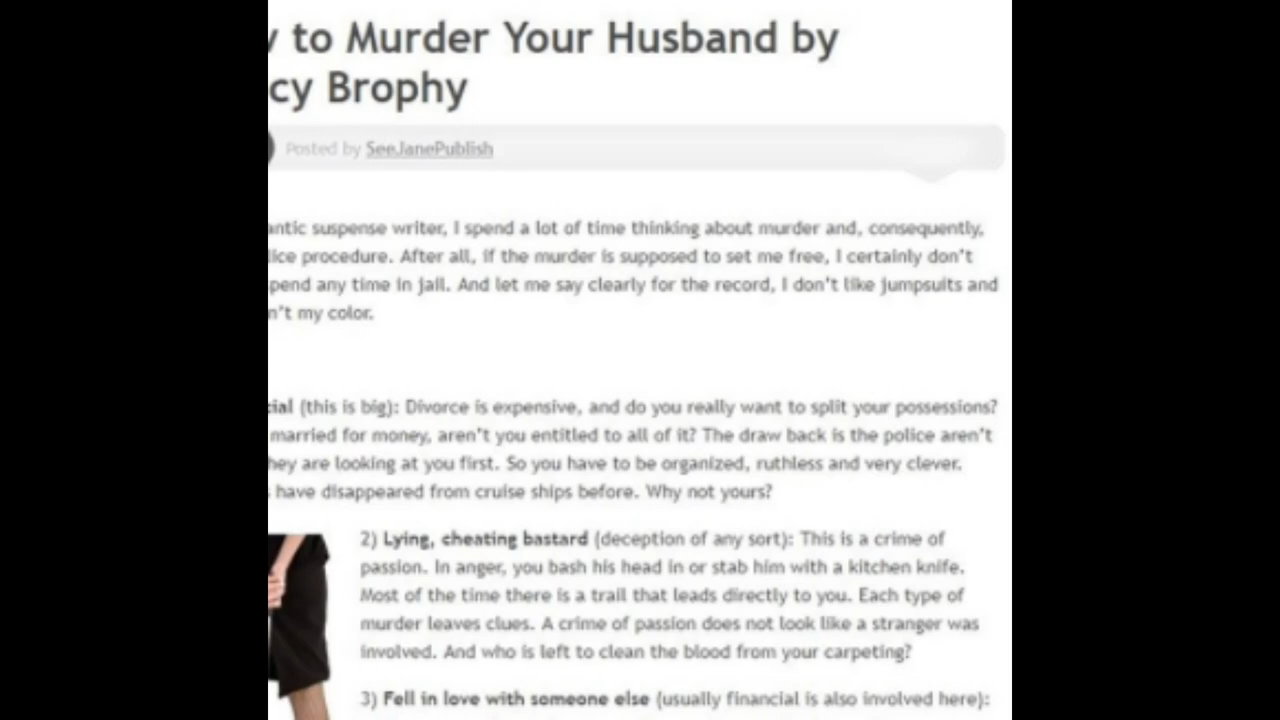 to Murder Your Husband by
cy Brophy
Posted by SeeJanePublish
antic suspense writer, I spend a lot of time thinking about murder and, consequently,
lice procedure. After all, if the murder is supposed to set me free, I certainly don't
pend any time in jail. And let me say clearly for the record, I don't like jumpsuits and
n't my color.
cial (this is big): Divorce is expensive, and do you really want to split your possessions?
married for money, aren't you entitled to all of it? The draw back is the police aren't
hey are looking at you first. So you have to be organized, ruthless and very clever.
have disappeared from cruise ships before. Why not yours?
2) Lying, cheating bastard (deception of any sort): This is a crime of
passion. In anger, you bash his head in or stab him with a kitchen knife.
Most of the time there is a trail that leads directly to you. Each type of
murder leaves clues. A crime of passion does not look like a stranger was
involved. And who is left to clean the blood from your carpeting?
3) Fell in love with someone else (usually financial is also involved here):